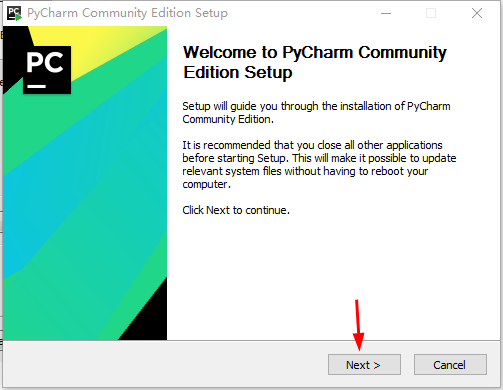 PyCharm Community Edition Setup
PC
Welcome to PyCharm Community
Edition Setup
Setup will guide you through the installation of PyCharm
Community Edition.
It is recommended that you close all other applications
before starting Setup. This will make it possible to update
relevant system files without having to reboot your
computer.
Click Next to continue.
Next >
Cancel